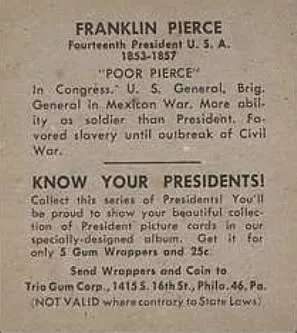 FRANKLIN PIERCE
Fourteenth President U. S. A.
1853-1857
"POOR PIERCE"
In Congress. U. S. General, Brig.
General in Mexican War. More abil-
ity as soldier than President. Fa-
vored slavery until outbreak of Civil
War.
KNOW YOUR PRESIDENTS!
Collect this series of Presidents! You'll
be proud to show your beautiful collec-
tion of President picture cards in our
specially-designed album. Get it for
only 5 Gum Wrappers and 25c.
Send Wrappers and Coin to
Trio Gum Corp., 1415 S. 16th St., Phila. 46, Pa.
(NOT VALID where contrary to State Laws)